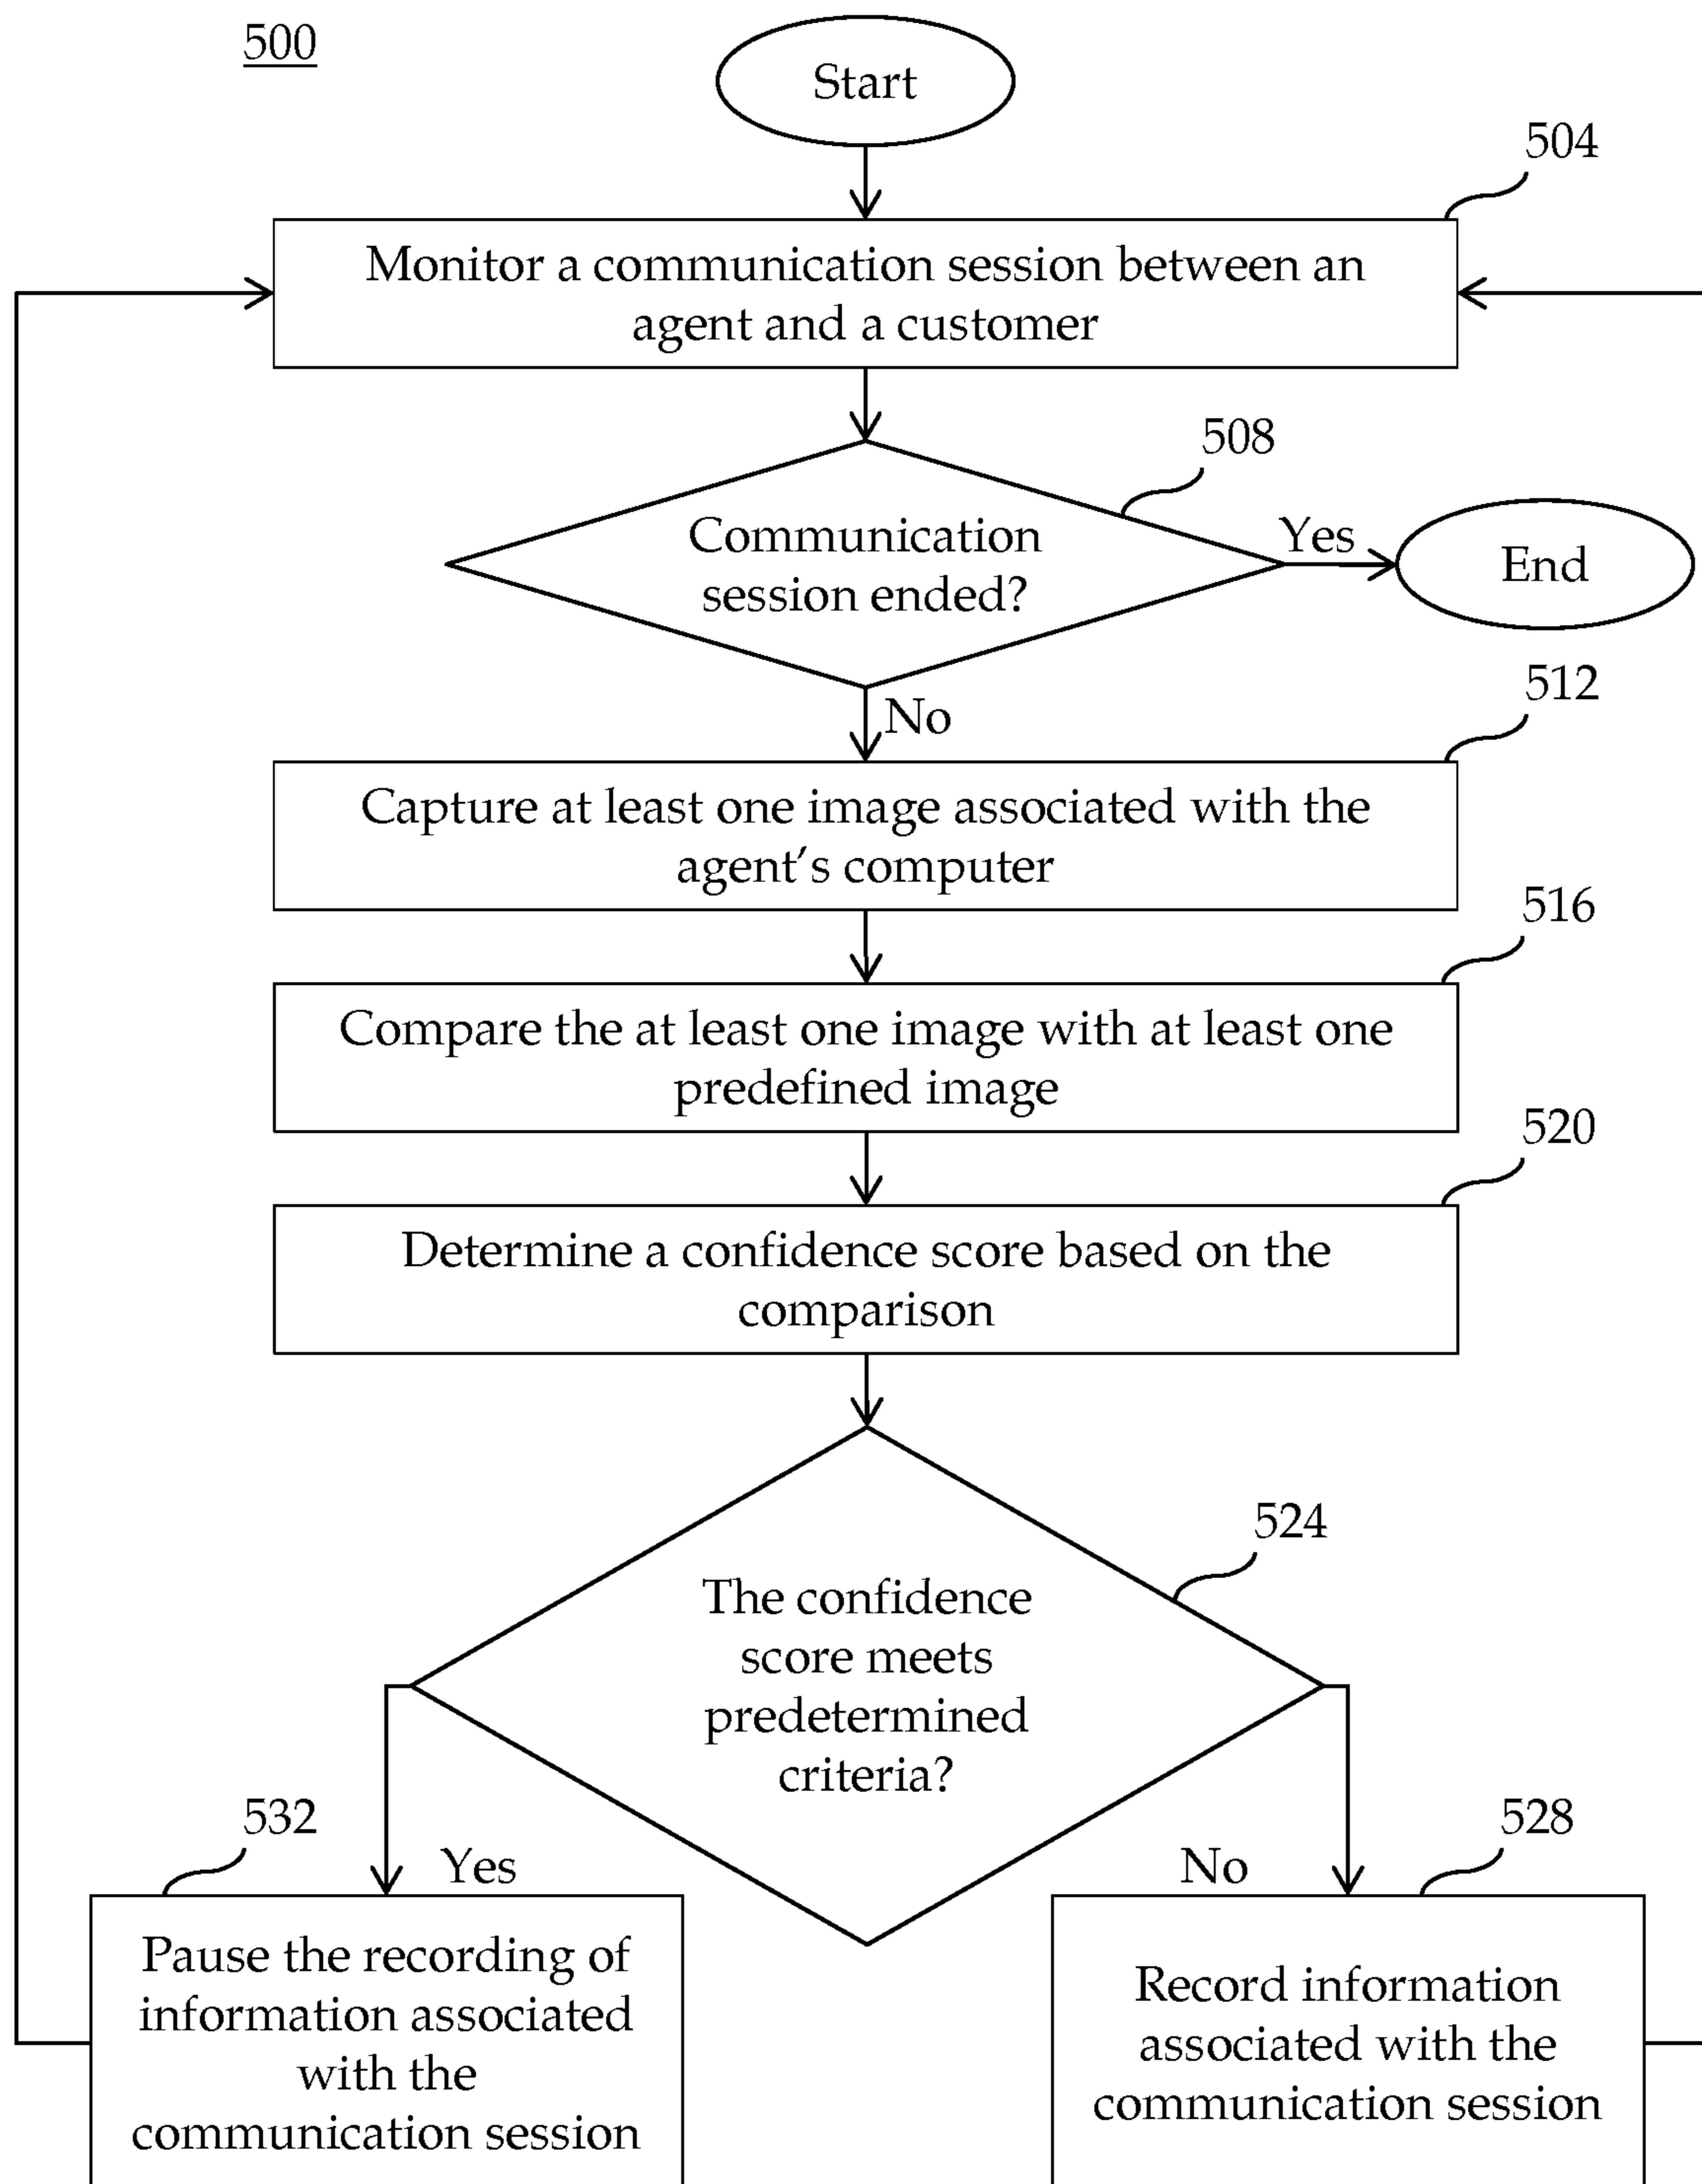 500
Start
504
Monitor a communication session between an
agent and a customer
508
Communication
session ended?
Yes
End
No
512
Capture at least one image associated with the
agent's computer
516
Compare the at least one image with at least one
predefined image
520
Determine a confidence score based on the
comparison
524
The confidence
score meets
predetermined
criteria?
532
Yes
No
528
Pause the recording of
information associated
with the
communication session
Record information
associated with the
communication session